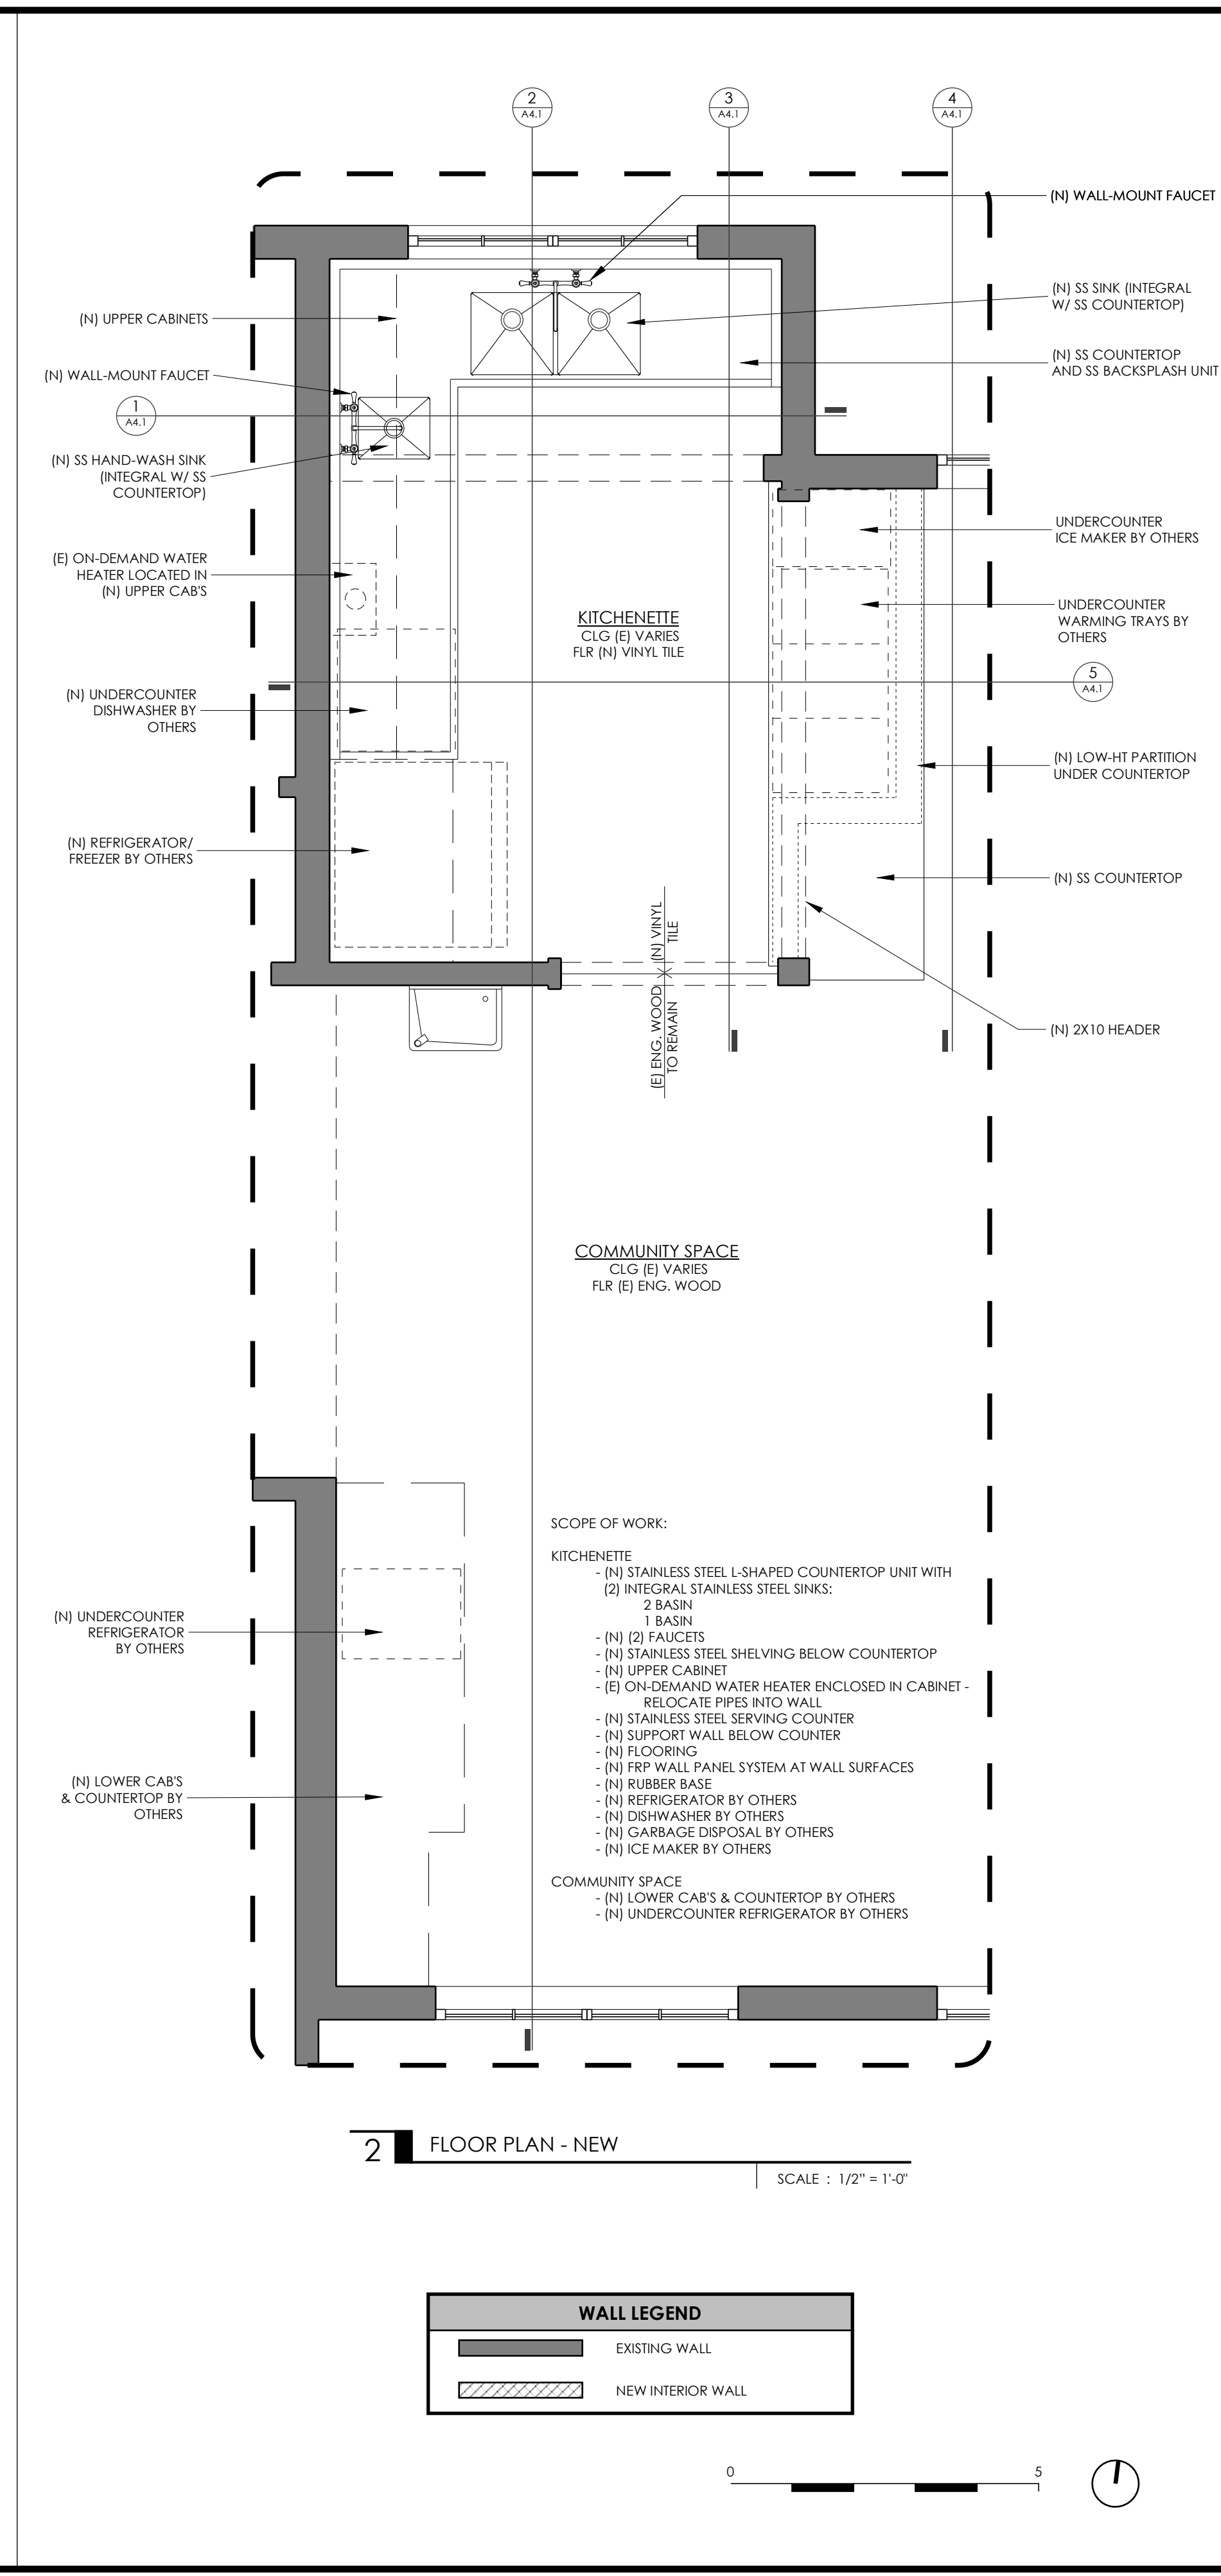 2
A4.1
3
A4.1
4
A4.1
(N) WALL-MOUNT FAUCET
(N) SS SINK (INTEGRAL
W/ SS COUNTERTOP)
(N) UPPER CABINETS
(N) SS COUNTERTOP
AND SS BACKSPLASH UNIT
(N) WALL-MOUNT FAUCET
1
A4.1
(N) SS HAND-WASH SINK
(INTEGRAL W/ SS
COUNTERTOP)
UNDERCOUNTER
ICE MAKER BY OTHERS
(E) ON-DEMAND WATER
HEATER LOCATED IN
(N) UPPER CAB'S
UNDERCOUNTER
WARMING TRAYS BY
OTHERS
KITCHENETTE
CLG (E) VARIES
FLR (N) VINYL TILE
5
A4.1
(N) UNDERCOUNTER
DISHWASHER BY
OTHERS
(N) LOW-HT PARTITION
UNDER COUNTERTOP
(N) REFRIGERATOR/
FREEZER BY OTHERS
(N) SS COUNTERTOP
(N) VINYL
TILE
(E) ENG. WOOD
TO REMAIN
(N) 2X10 HEADER
COMMUNITY SPACE
CLG (E) VARIES
FLR (E) ENG. WOOD
(N) UNDERCOUNTER
REFRIGERATOR
BY OTHERS
(N) LOWER CAB'S
& COUNTERTOP BY
OTHERS
SCOPE OF WORK:
KITCHENETTE
- (N) STAINLESS STEEL L-SHAPED COUNTERTOP UNIT WITH
(2) INTEGRAL STAINLESS STEEL SINKS:
2 BASIN
1 BASIN
- (N) (2) FAUCETS
- (N) STAINLESS STEEL SHELVING BELOW COUNTERTOP
- (N) UPPER CABINET
- (E) ON-DEMAND WATER HEATER ENCLOSED IN CABINET -
RELOCATE PIPES INTO WALL
- (N) STAINLESS STEEL SERVING COUNTER
- (N) SUPPORT WALL BELOW COUNTER
- (N) FLOORING
- (N) FRP WALL PANEL SYSTEM AT WALL SURFACES
- (N) RUBBER BASE
- (N) REFRIGERATOR BY OTHERS
- (N) DISHWASHER BY OTHERS
- (N) GARBAGE DISPOSAL BY OTHERS
- (N) ICE MAKER BY OTHERS
COMMUNITY SPACE
- (N) LOWER CAB'S & COUNTERTOP BY OTHERS
- (N) UNDERCOUNTER REFRIGERATOR BY OTHERS
2 FLOOR PLAN - NEW
SCALE : 1/2" = 1'-0"
WALL LEGEND
EXISTING WALL
NEW INTERIOR WALL
0 5